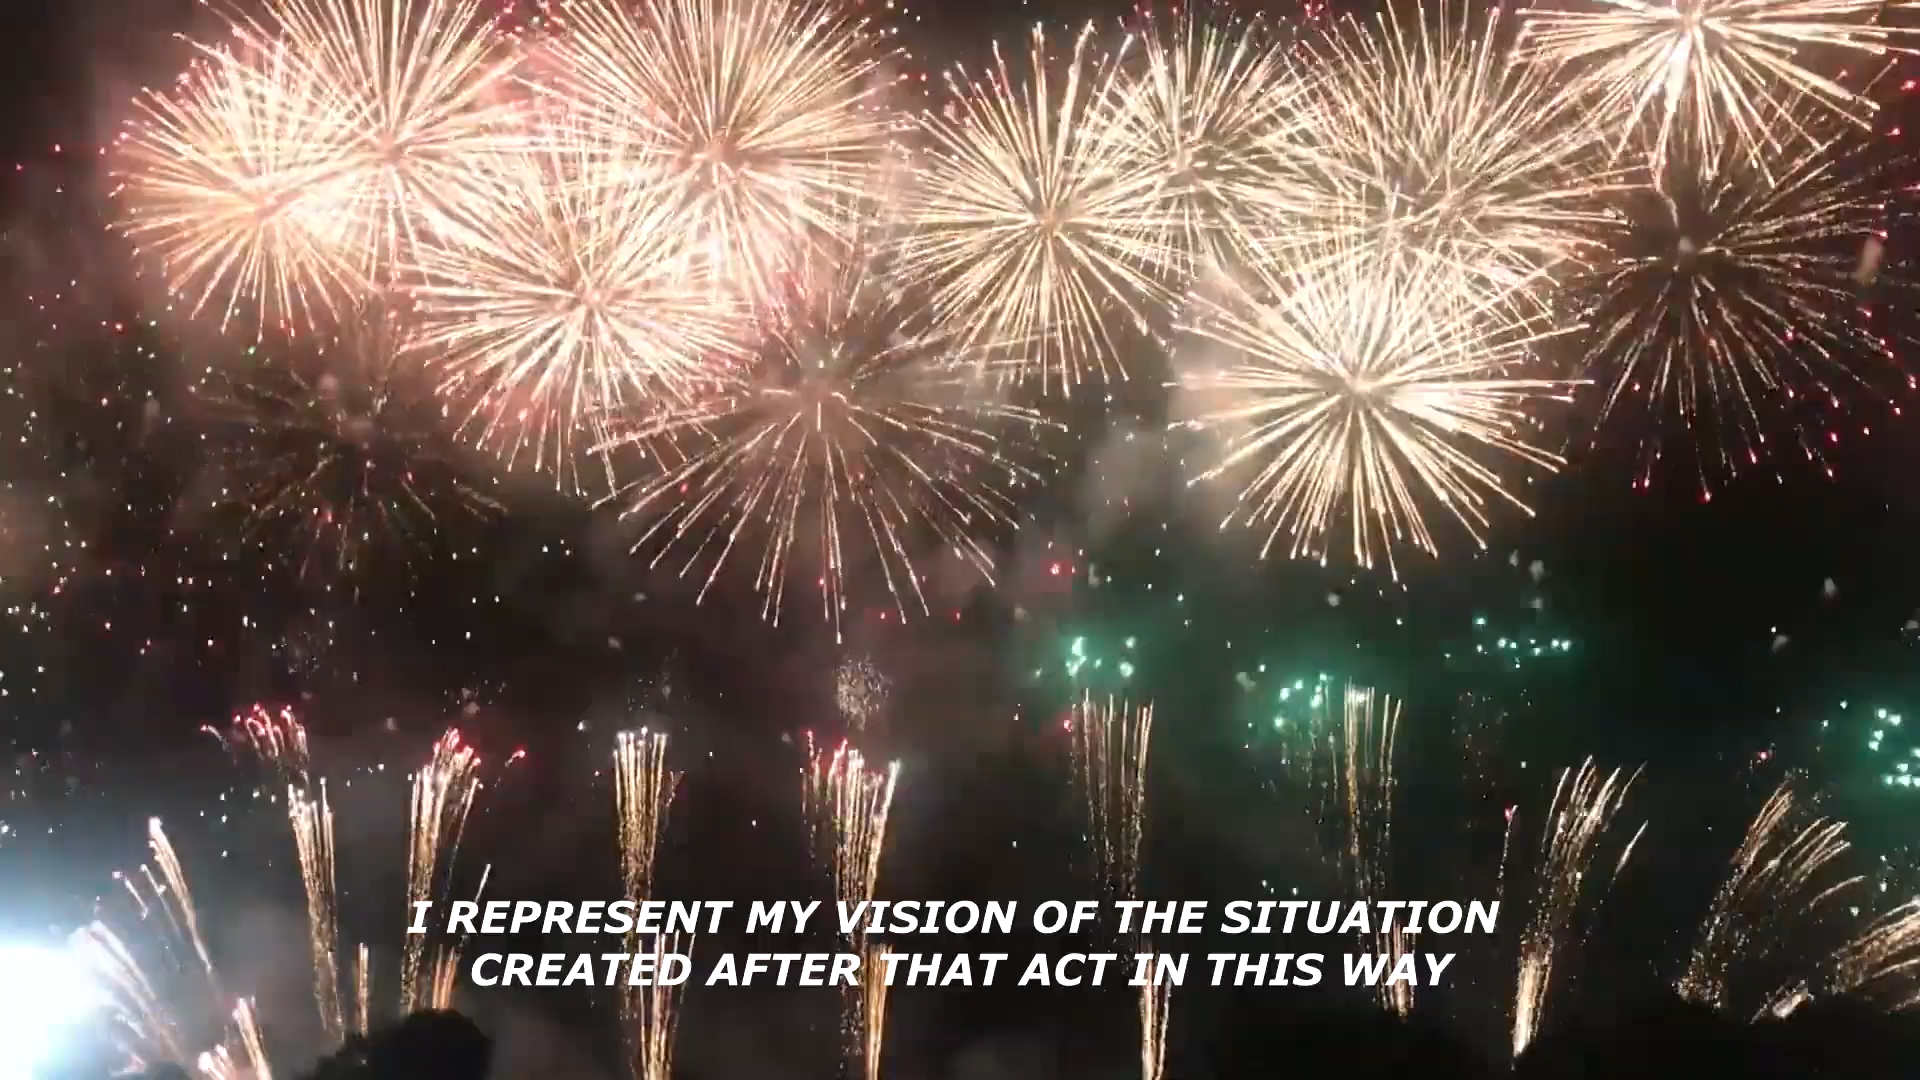 I REPRESENT MY VISION OF THE SITUATION
CREATED AFTER THAT ACT IN THIS WAY